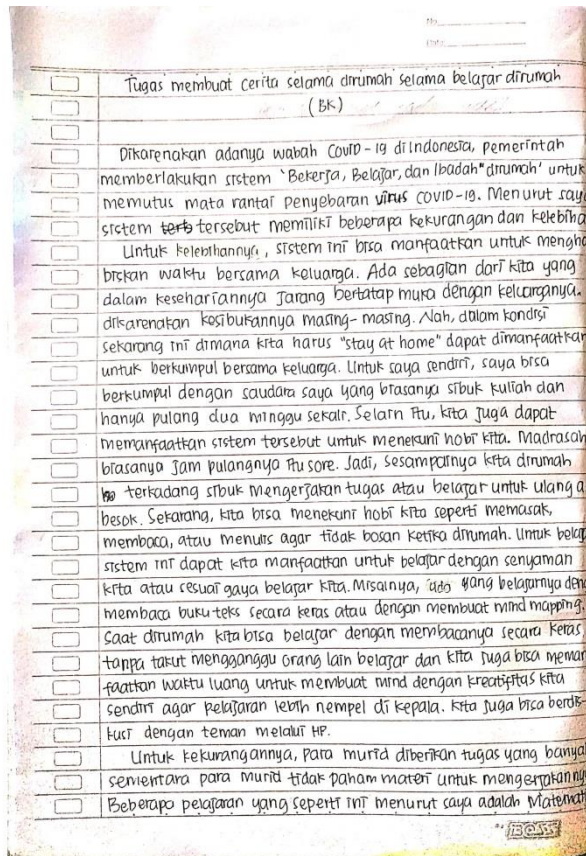 No.
Date:
Tugas membuat cerita selama dirumah selama belajar dirumah
(BK)
Dikarenakan adanya wabah Covid-19 di Indonesia, pemerintah
memberlakukan sistem 'Bekerja, Belajar, dan Ibadah" dirumah' untuk
memutus mata rantai penyebaran virus COVID-19. Menurut say
sistem terb tersebut memiliki beberapa kekurangan dan kelebiha
Untuk kelebihannya, sistem ini bisa manfaatkan untuk mengha
biskan waktu bersama keluarga. Ada sebagian dari kita yang
dalam kesehariannya jarang bertatap muka dengan keluarganya.
dikarenakan kesibukannya masing-masing. Nah, dalam kondisi
sekarang ini dimana kita harus "stay at home" dapat dimanfaatkan
untuk berkumpul bersama keluarga. Untuk saya sendiri, saya bisa
berkumpul dengan saudara saya yang biasanya sibuk kuliah dan
hanya pulang dua minggu sekali. Selain itu, kita juga dapat
memanfaatkan sistem tersebut untuk menekuni hobi kita. Madrasah
biasanya jam pulangnya itu sore. Jadi, sesampainya kita dirumah
terkadang sibuk mengerjakan tugas atau belajar untuk ulang a
besok. Sekarang, kita bisa menekuni hobi kita seperti memasak,
membaca, atau menulis agar tidak bosan ketika dirumah. Untuk belaj
sistem ini dapat kita manfaatkan untuk belajar dengan senyaman
kita atau sesuai gaya belajar kita. Misalnya, ada yang belajarnya deng
membaca buku teks secara keras atau dengan membuat mind mapping.
Saat dirumah kita bisa belajar dengan membacanya secara keras
tanpa takut mengganggu orang lain belajar dan kita juga bisa meman
faatkan waktu luang untuk membuat mind dengan kreatifitas kita
sendiri agar pelajaran lebih nempel di kepala. Kita juga bisa berdis-
kusi dengan teman melalui HP.
Untuk kekurangannya, para murid diberikan tugas yang banya
sementara para murid tidak paham materi untuk mengerjakanny
Beberapa pelajaran yang seperti ini menurut saya adalah Matemat
BOSS